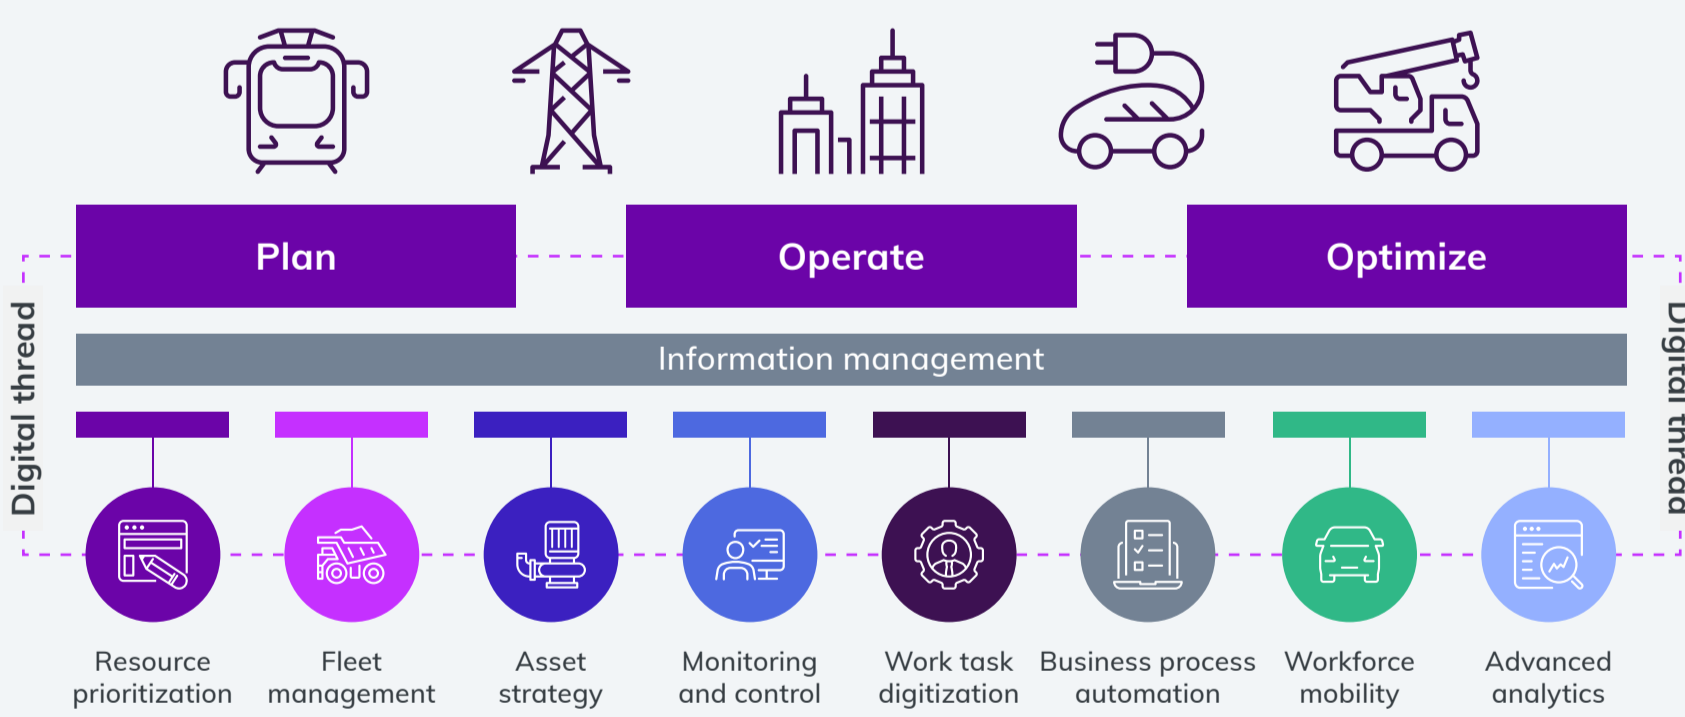 Plan
Operate
Optimize
Digital thread
Information management
Digital thread
Resource
prioritization
Fleet
management
Asset
strategy
Monitoring
and control
Work task
digitization
Business process
automation
Workforce
mobility
Advanced
analytics